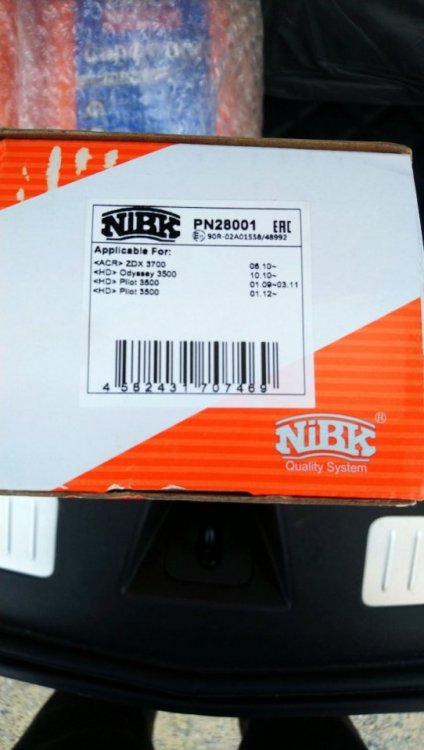 NiBK PN28001 EAC
90R-02A01558/48992
Applicable For:
<ACR> ZDX 3700 06.10~
<HD> Odyssey 3500 10.10~
<HD> Pilot 3500 01.09~03.11
<HD> Pilot 3500 01.12~
4 582431 707469
NiBK ®
Quality System